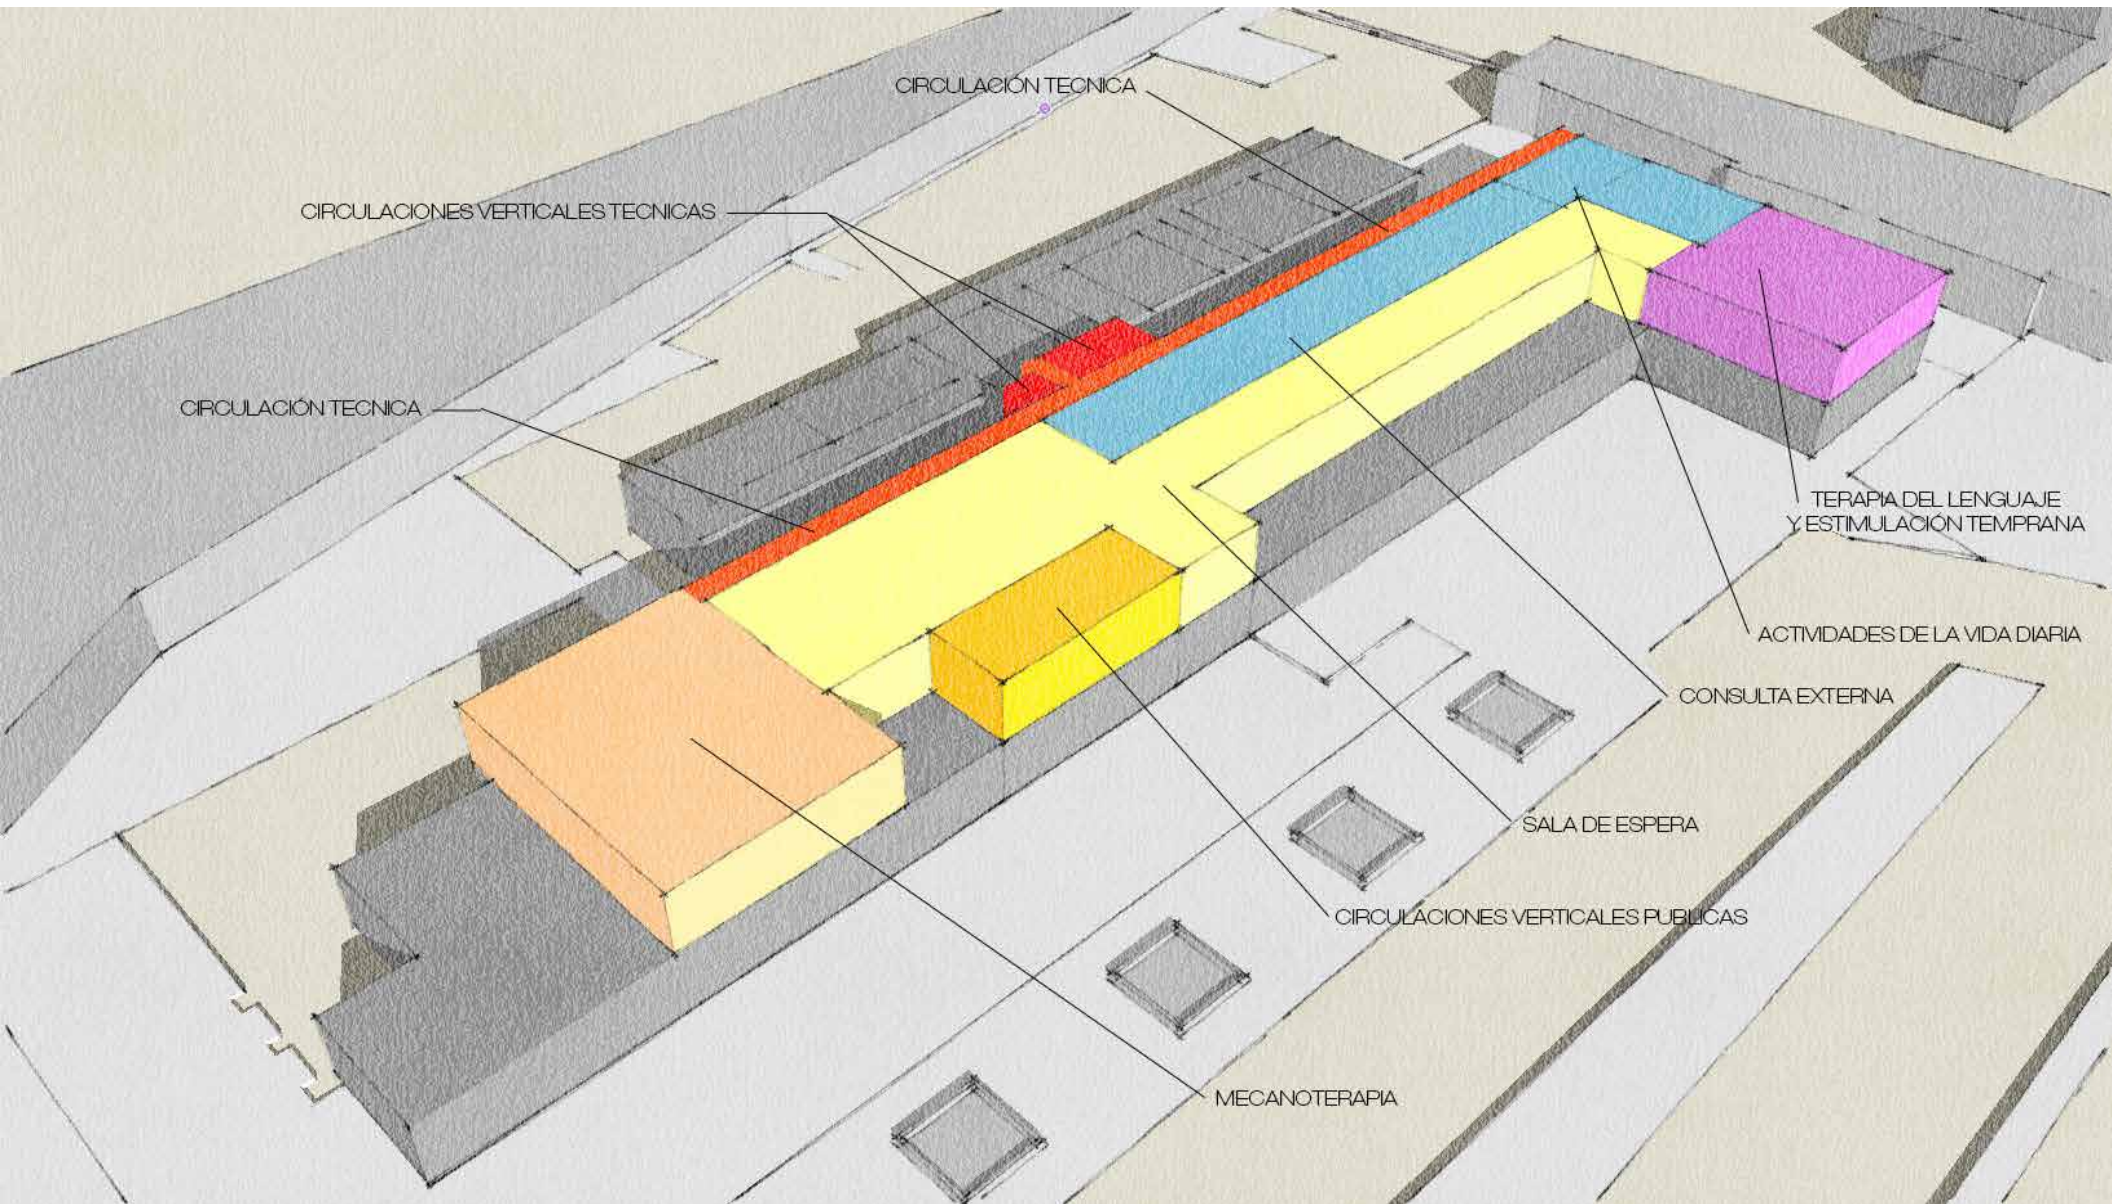 CIRCULACIÓN TECNICA
CIRCULACIONES VERTICALES TECNICAS
CIRCULACIÓN TECNICA
TERAPIA DEL LENGUAJE
Y ESTIMULACIÓN TEMPRANA
ACTIVIDADES DE LA VIDA DIARIA
CONSULTA EXTERNA
SALA DE ESPERA
CIRCULACIONES VERTICALES PUBLICAS
MECANOTERAPIA